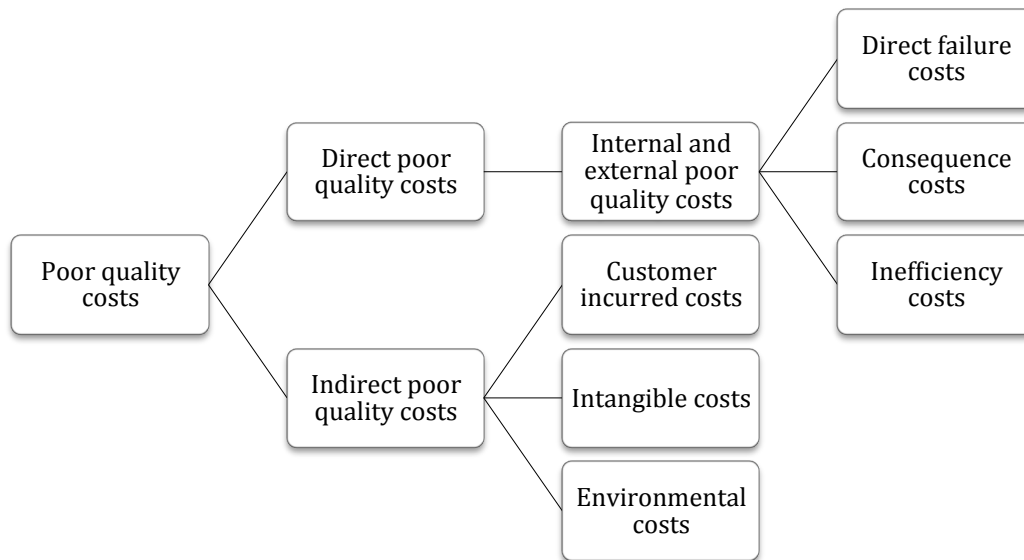 Poor quality
costs
Direct poor
quality costs
Internal and
external poor
quality costs
Direct failure
costs
Consequence
costs
Inefficiency
costs
Indirect poor
quality costs
Customer
incurred costs
Intangible costs
Environmental
costs